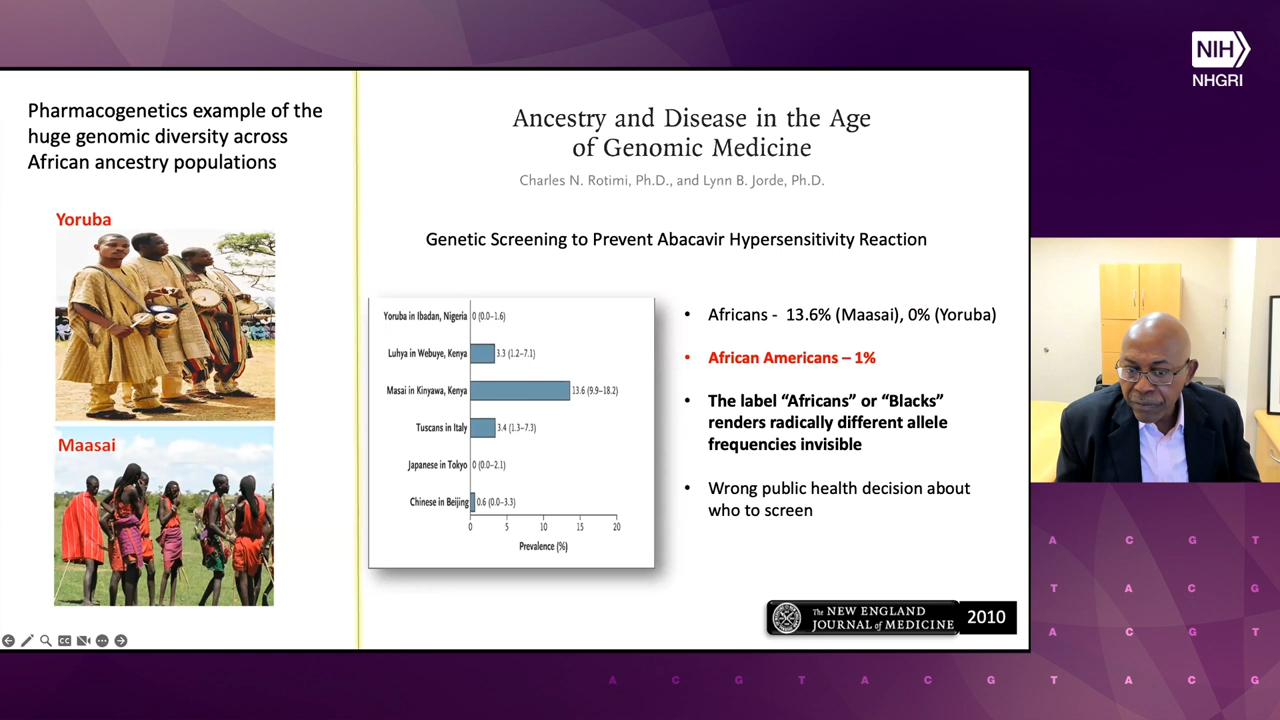 NIH
NHGRI
Pharmacogenetics example of the
huge genomic diversity across
African ancestry populations
Yoruba
Maasai
Ancestry and Disease in the Age
of Genomic Medicine
Charles N. Rotimi, Ph.D., and Lynn B. Jorde, Ph.D.
Genetic Screening to Prevent Abacavir Hypersensitivity Reaction
Yoruba in Ibadan, Nigeria 0 (0.0–1.6)
Luhya in Webuye, Kenya 3.3 (1.2–7.1)
Masai in Kinyawa, Kenya 13.6 (9.9–18.2)
Tuscans in Italy 3.4 (1.3–7.3)
Japanese in Tokyo 0 (0.0–2.1)
Chinese in Beijing 0.6 (0.0–3.3)
0 5 10 15 20
Prevalence (%)
• Africans - 13.6% (Maasai), 0% (Yoruba)
• African Americans – 1%
• The label “Africans” or “Blacks”
renders radically different allele
frequencies invisible
• Wrong public health decision about
who to screen
The NEW ENGLAND
JOURNAL of MEDICINE
2010
CC
A C G T
T A C G
A C G T
A C G T A C G T A C G